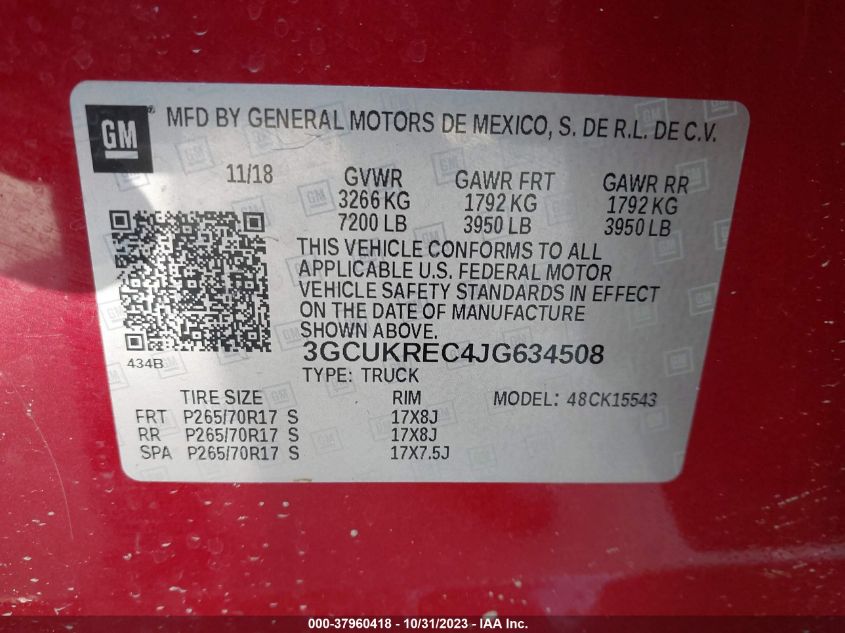 GM ® MFD BY GENERAL MOTORS DE MEXICO, S. DE R.L. DE C.V.
11/18 GVWR GAWR FRT GAWR RR
3266 KG 1792 KG 1792 KG
7200 LB 3950 LB 3950 LB
THIS VEHICLE CONFORMS TO ALL
APPLICABLE U.S. FEDERAL MOTOR
VEHICLE SAFETY STANDARDS IN EFFECT
ON THE DATE OF MANUFACTURE
SHOWN ABOVE.
434B 3GCUKREC4JG634508
TYPE: TRUCK
TIRE SIZE RIM MODEL: 48CK15543
FRT P265/70R17 S 17X8J
RR P265/70R17 S 17X8J
SPA P265/70R17 S 17X7.5J
000-37960418 - 10/31/2023 - IAA Inc.